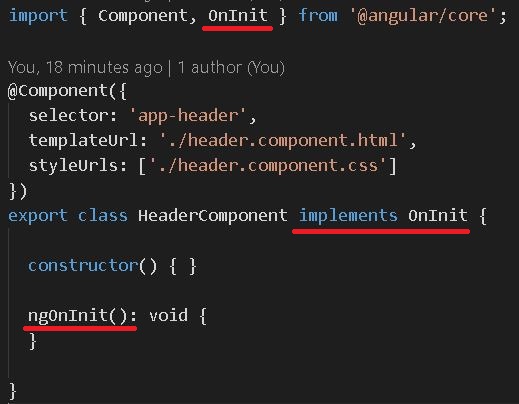 import { Component, OnInit } from '@angular/core';
You, 18 minutes ago | 1 author (You)
@Component({
  selector: 'app-header',
  templateUrl: './header.component.html',
  styleUrls: ['./header.component.css']
})
export class HeaderComponent implements OnInit {
  constructor() { }
  ngOnInit(): void {
  }
}